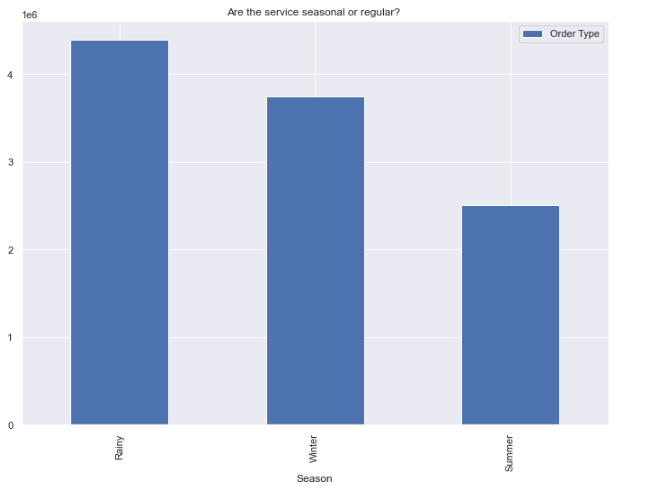 Are the service seasonal or regular?
1e6
Order Type
4
3
2
1
0
Rainy
Winter
Summer
Season